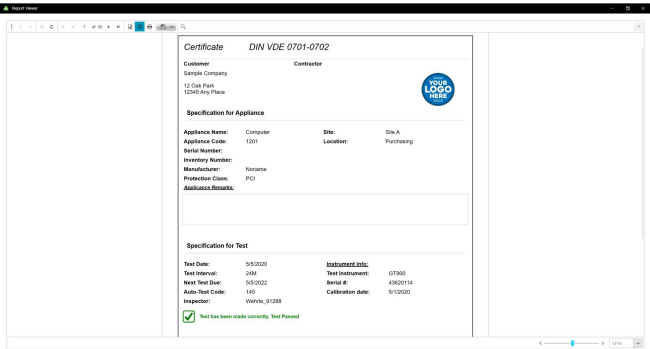 Report Viewer
1 of 36
Certificate DIN VDE 0701-0702
Customer Contractor
Sample Company
12 Oak Park
12345 Any Place
YOUR
LOGO
HERE
Specification for Appliance
Appliance Name: Computer Site: Site A
Appliance Code: 1201 Location: Purchasing
Serial Number:
Inventory Number:
Manufacturer: Noname
Protection Class: PCI
Applicance Remarks:
Specification for Test
Test Date: 5/5/2020 Instrument Info:
Test Interval: 24M Test Instrument: GT900
Next Test Due: 5/5/2022 Serial #: 43620114
Auto-Test Code: 145 Calibration date: 5/1/2020
Inspector: Wehrle_91288
Test has been made correctly. Test Passed